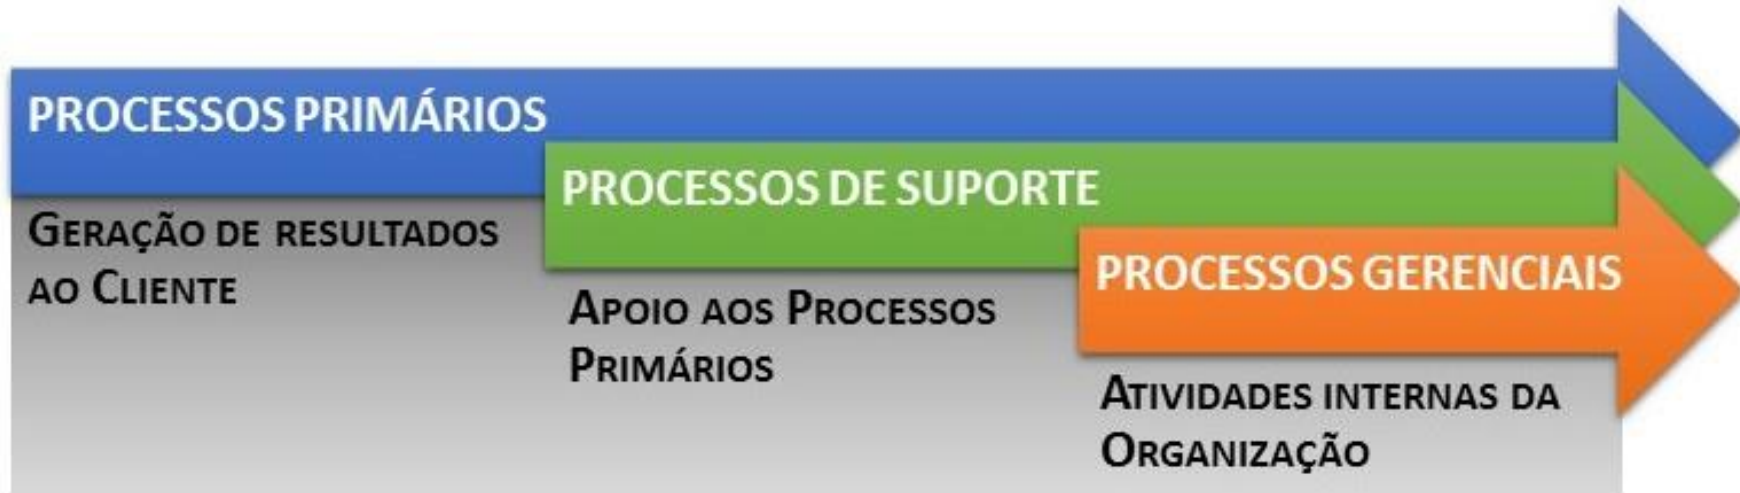 PROCESSOS PRIMÁRIOS
GERAÇÃO DE RESULTADOS
AO CLIENTE
PROCESSOS DE SUPORTE
APOIO AOS PROCESSOS
PRIMÁRIOS
PROCESSOS GERENCIAIS
ATIVIDADES INTERNAS DA
ORGANIZAÇÃO